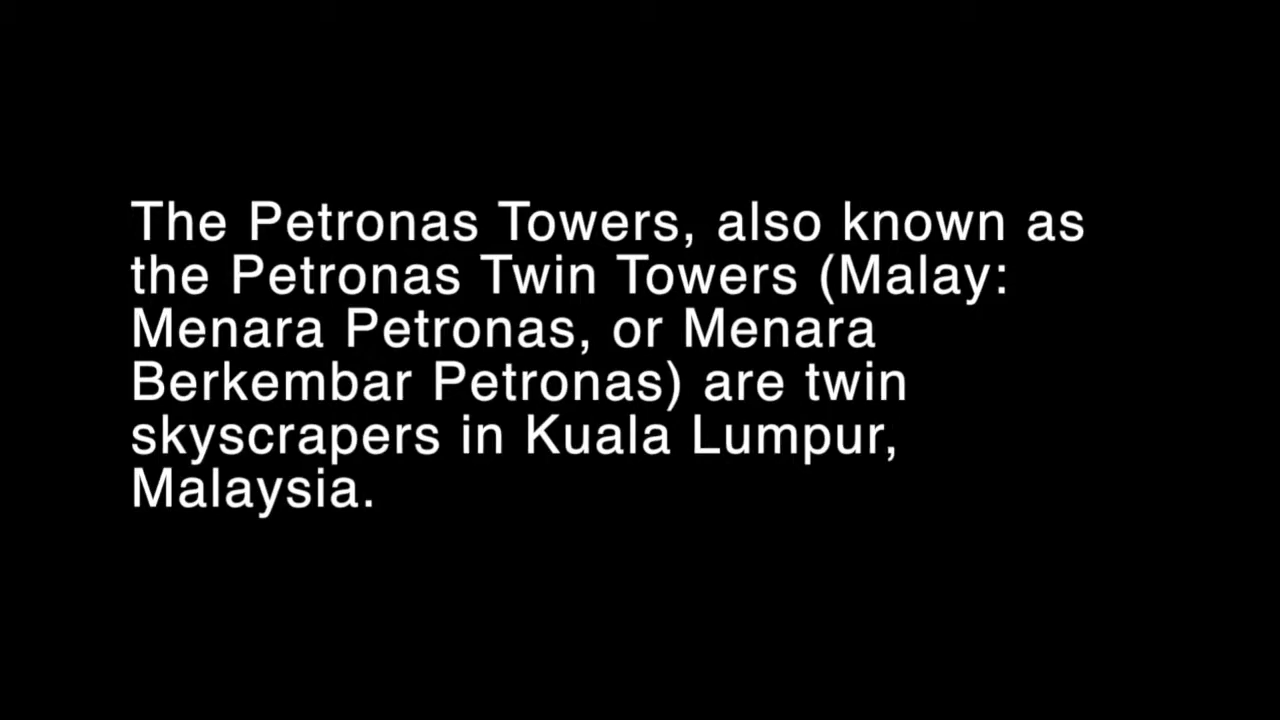 The Petronas Towers, also known as
the Petronas Twin Towers (Malay:
Menara Petronas, or Menara
Berkembar Petronas) are twin
skyscrapers in Kuala Lumpur,
Malaysia.